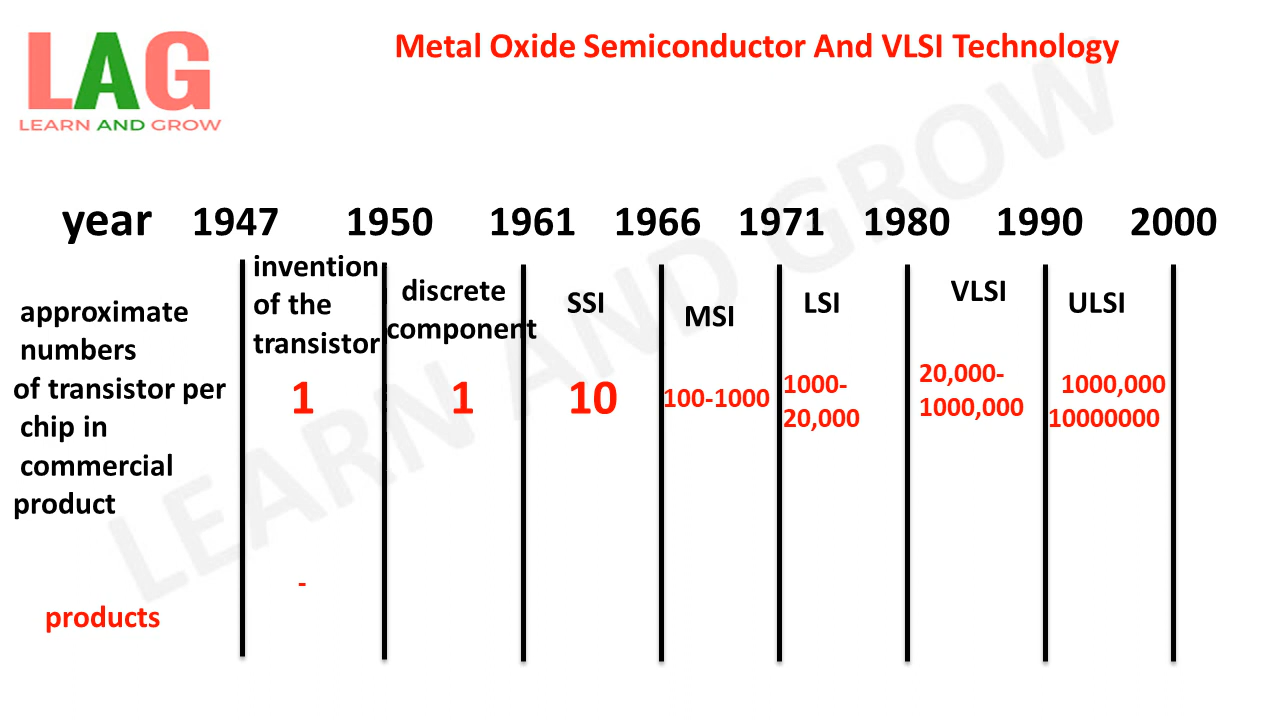 LAG
LEARN AND GROW
Metal Oxide Semiconductor And VLSI Technology
LEARN AND GROW
year 1947 1950 1961 1966 1971 1980 1990 2000
approximate
numbers
of transistor per
chip in
commercial
product
invention
of the
transistor
1
discrete
component
1
SSI
10
MSI
100-1000
LSI
1000-
20,000
VLSI
20,000-
1000,000
ULSI
1000,000
10000000
products
-